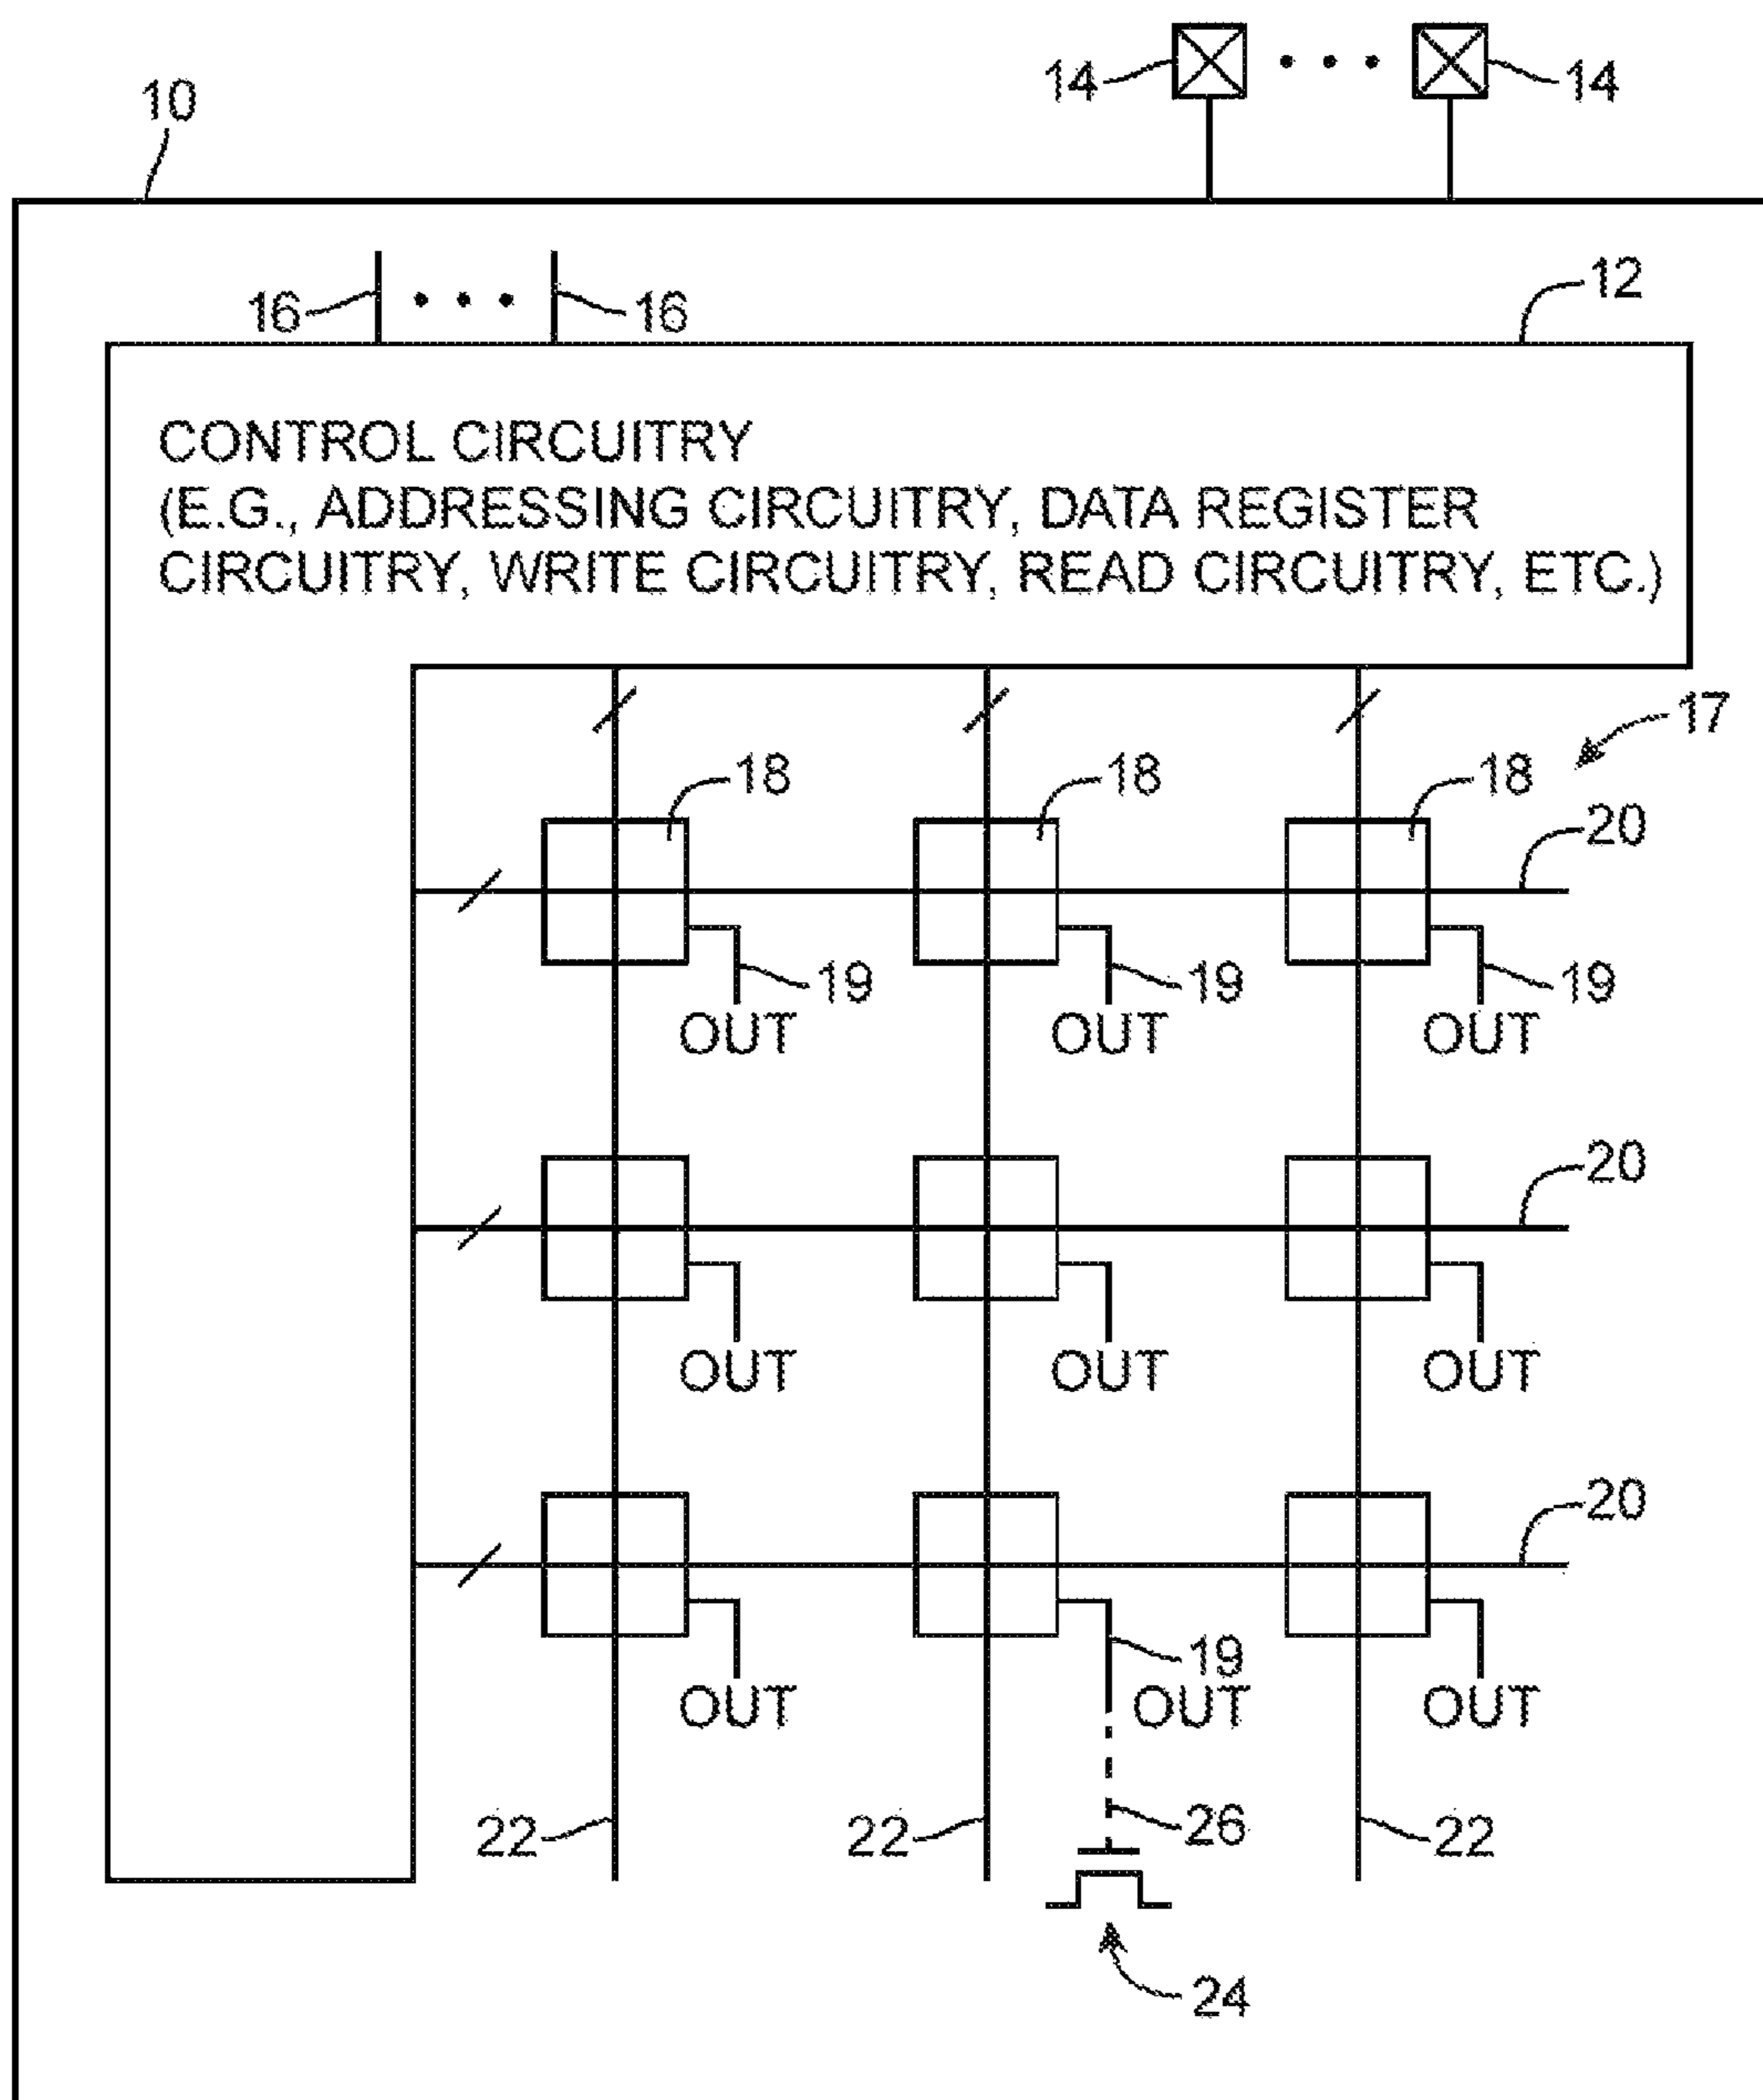 14 14
10
12
16 16
CONTROL CIRCUITRY
(E.G., ADDRESSING CIRCUITRY, DATA REGISTER
CIRCUITRY, WRITE CIRCUITRY, READ CIRCUITRY, ETC.)
17
18 18 18
20
19 19 19
OUT OUT OUT
20
OUT OUT OUT
20
19
OUT OUT OUT
22 22 26 22
24